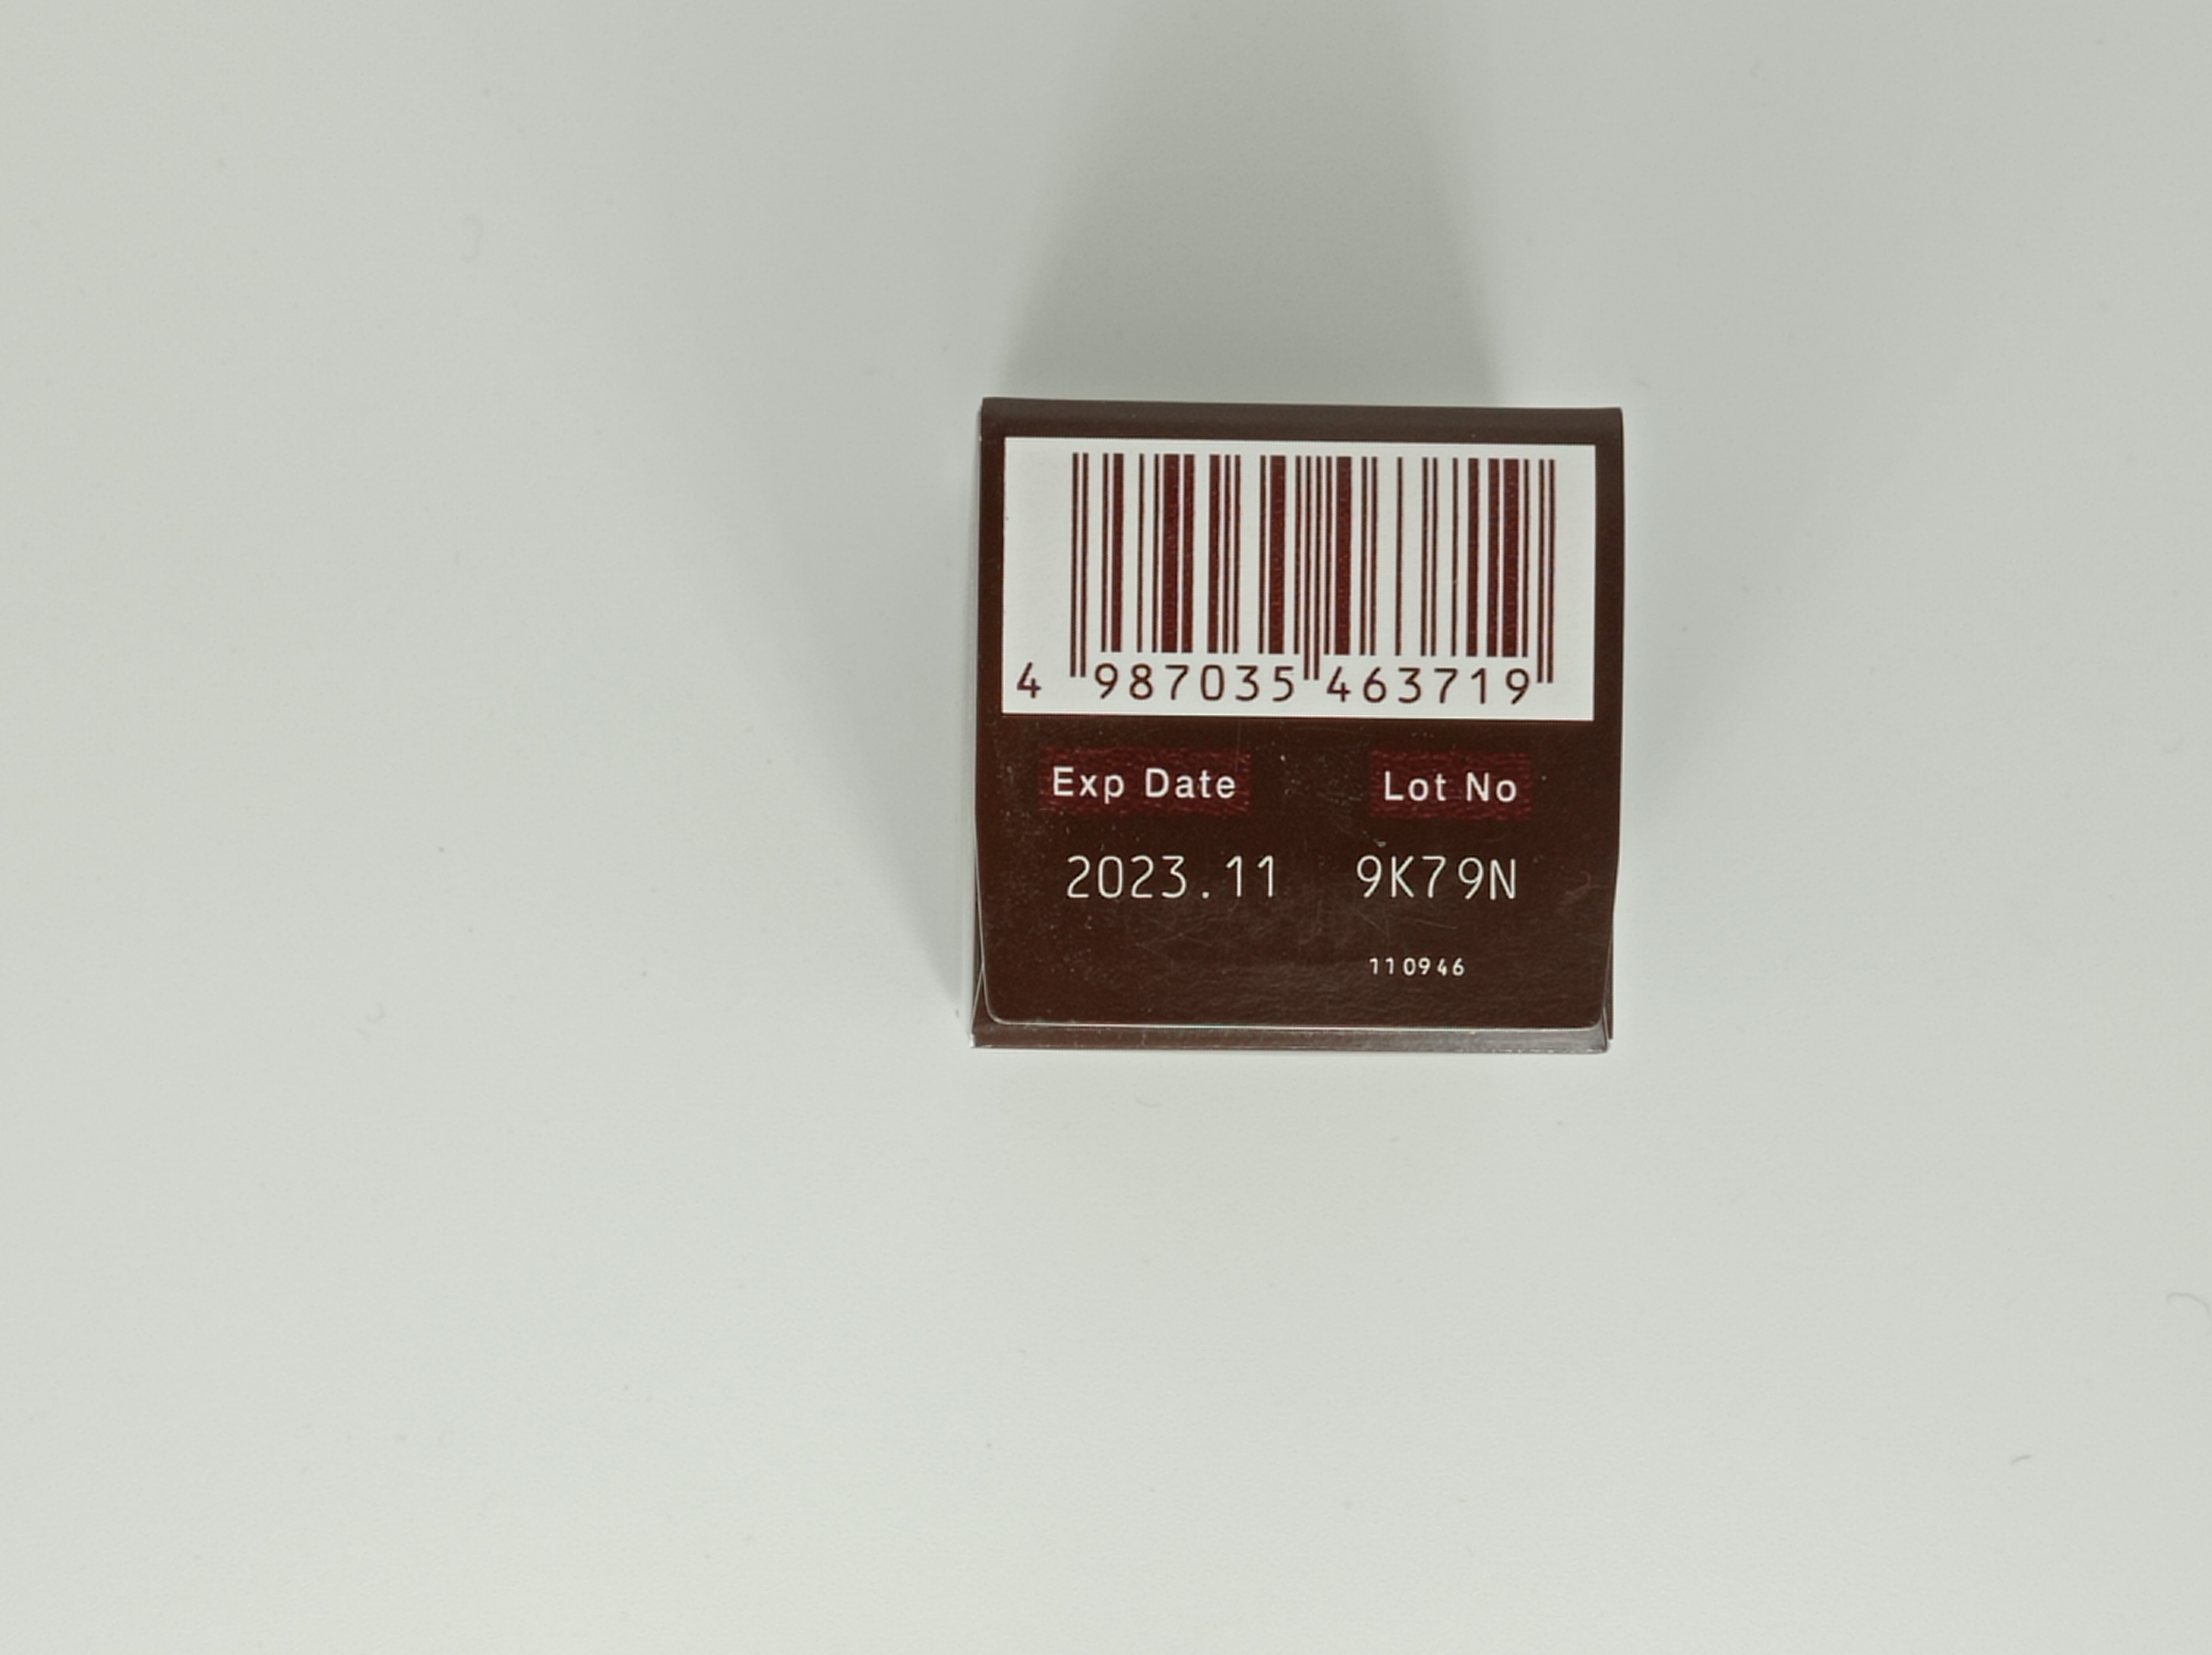 4 987035 463719
Exp Date Lot No
2023.11 9K79N
110946